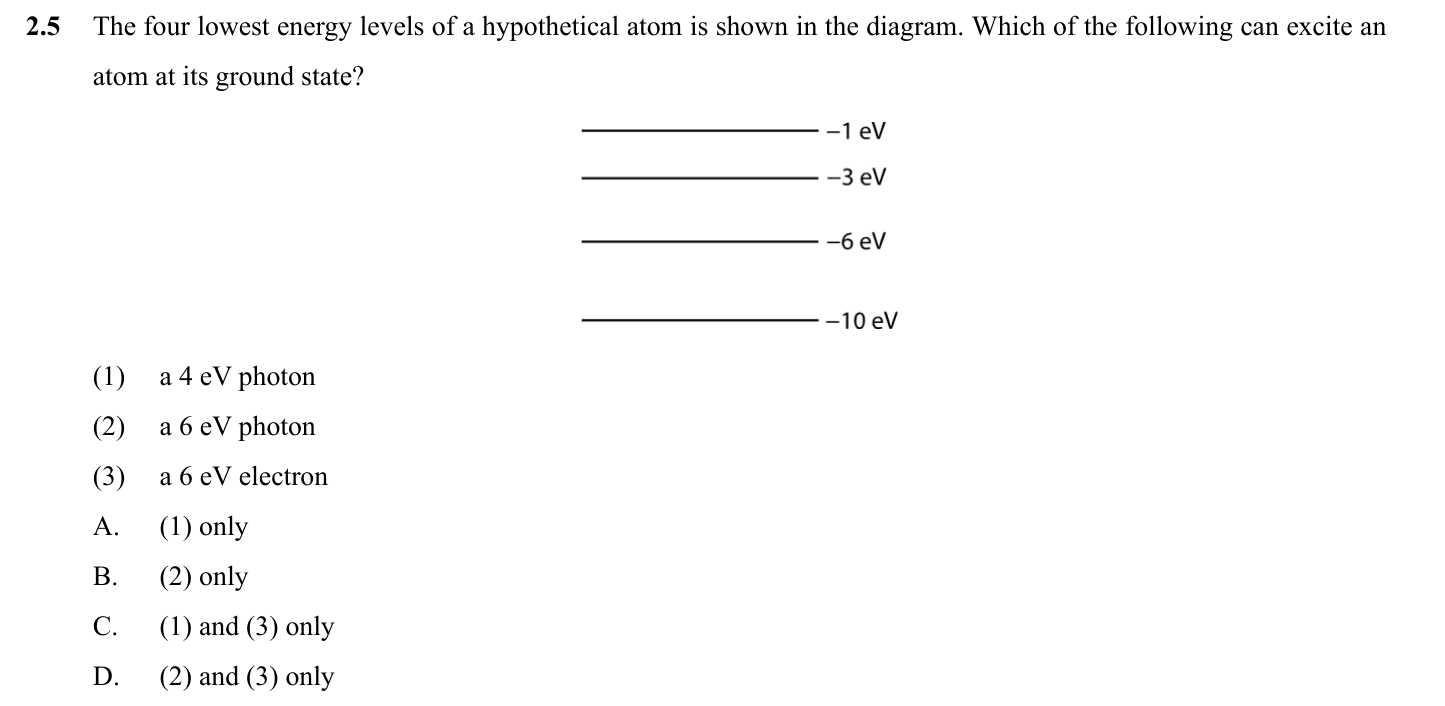 2.5 The four lowest energy levels of a hypothetical atom is shown in the diagram. Which of the following can excite an
atom at its ground state?
–1 eV
–3 eV
–6 eV
–10 eV
(1) a 4 eV photon
(2) a 6 eV photon
(3) a 6 eV electron
A. (1) only
B. (2) only
C. (1) and (3) only
D. (2) and (3) only